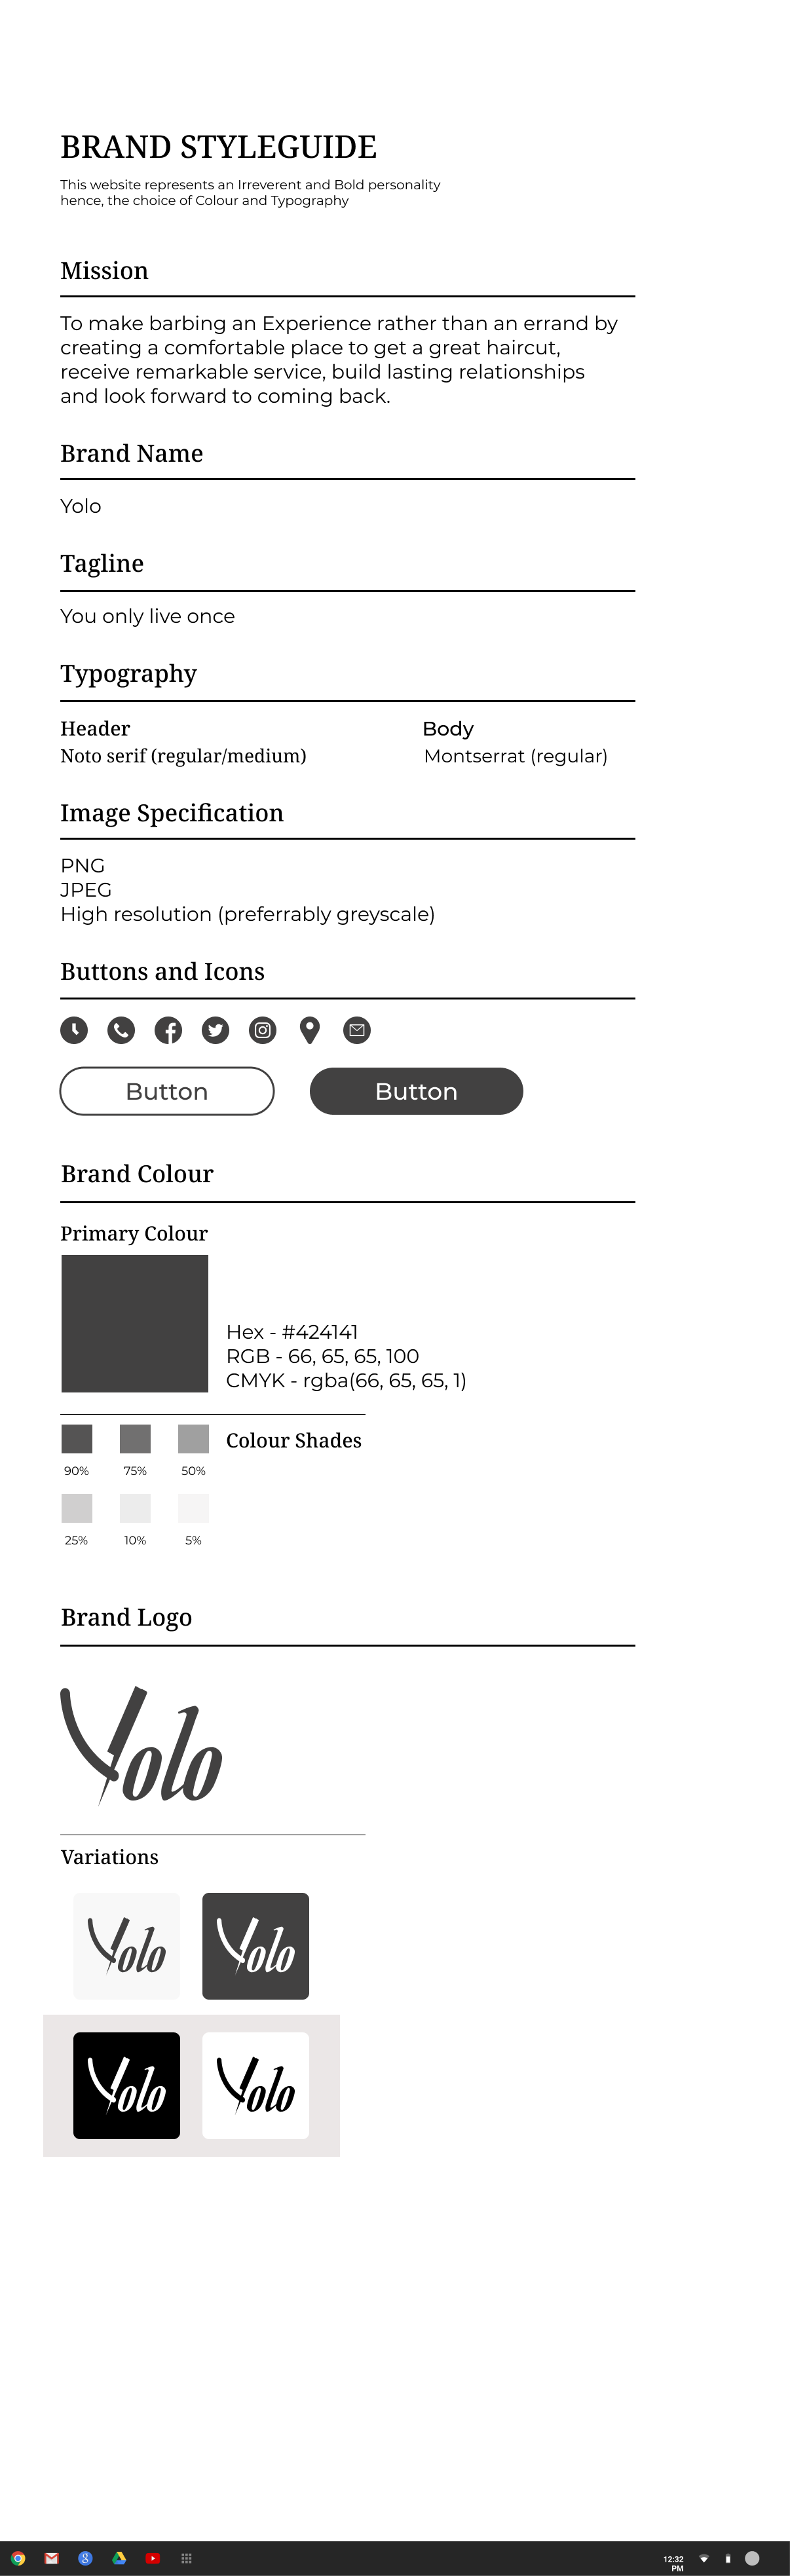 BRAND STYLEGUIDE
This website represents an Irreverent and Bold personality
hence, the choice of Colour and Typography
Mission
To make barbing an Experience rather than an errand by
creating a comfortable place to get a great haircut,
receive remarkable service, build lasting relationships
and look forward to coming back.
Brand Name
Yolo
Tagline
You only live once
Typography
Header
Noto serif (regular/medium)
Body
Montserrat (regular)
Image Specification
PNG
JPEG
High resolution (preferrably greyscale)
Buttons and Icons
Button
Button
Brand Colour
Primary Colour
Hex - #424141
RGB - 66, 65, 65, 100
CMYK - rgba(66, 65, 65, 1)
Colour Shades
90% 75% 50%
25% 10% 5%
Brand Logo
Yolo
Variations
Yolo
Yolo
Yolo
Yolo
12:32
PM